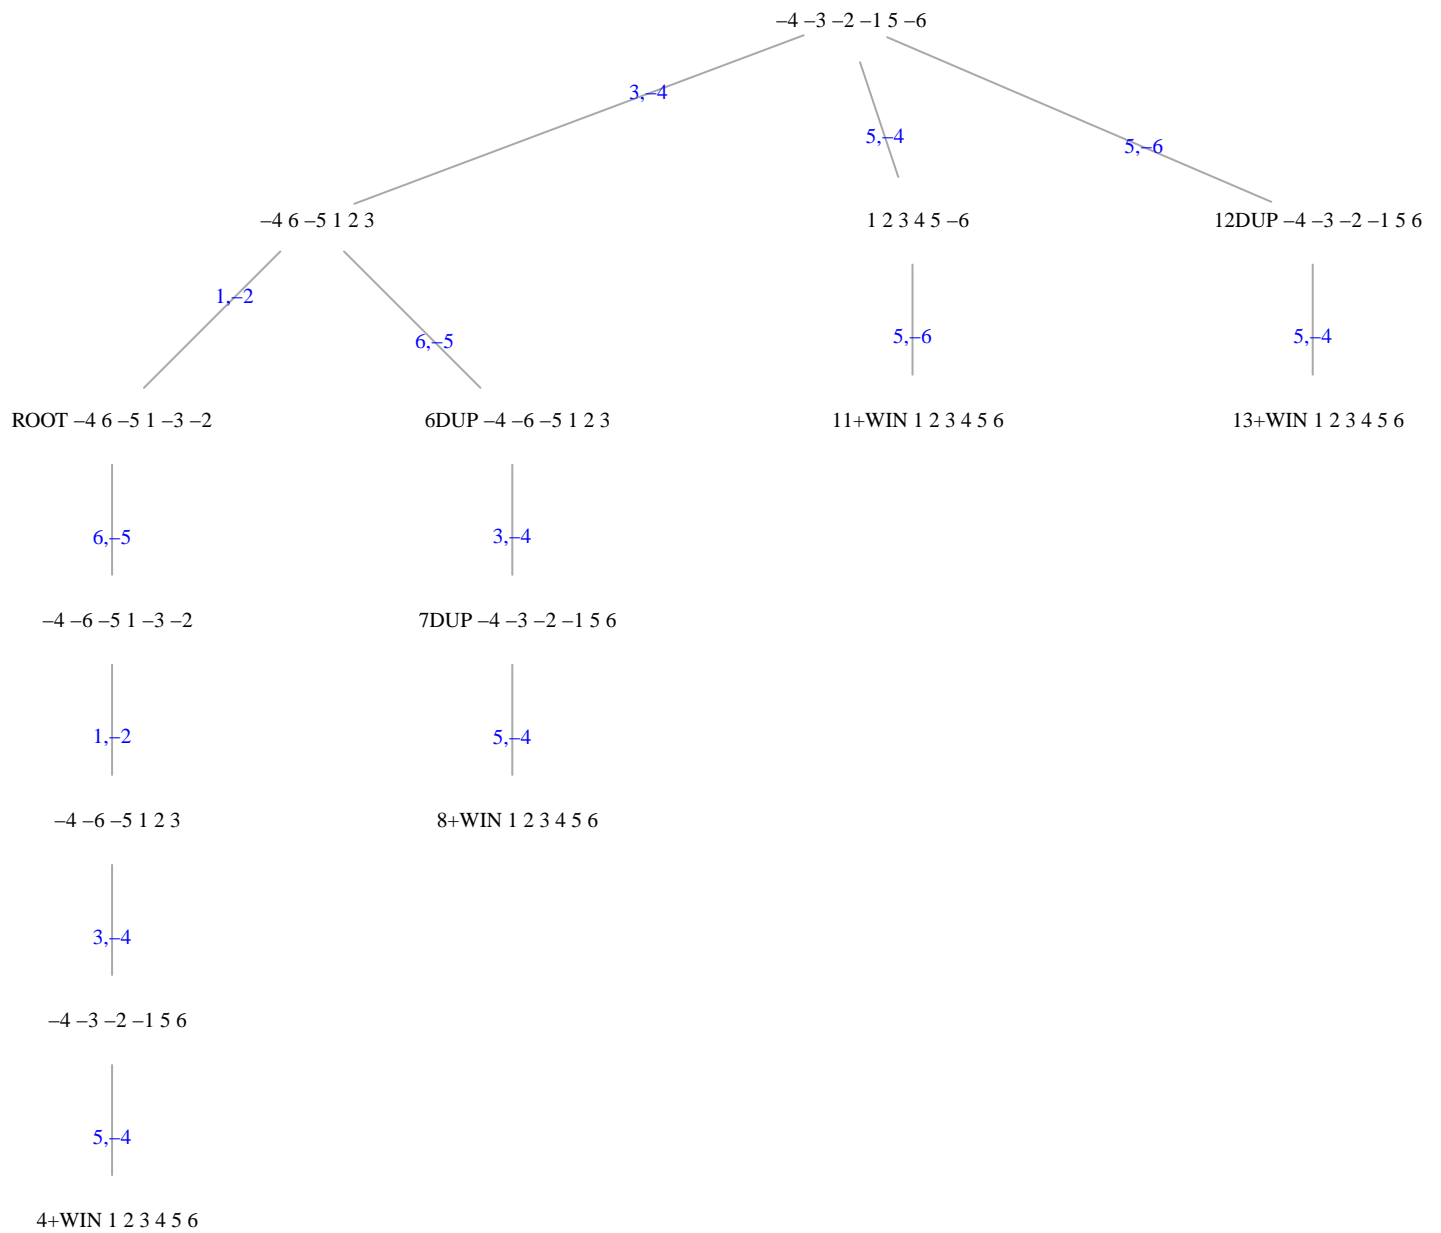 –4 –3 –2 –1 5 –6
3,–4
5,–4
5,–6
–4 6 –5 1 2 3
1 2 3 4 5 –6
12DUP –4 –3 –2 –1 5 6
1,–2
6,–5
5,–6
5,–4
ROOT –4 6 –5 1 –3 –2
6DUP –4 –6 –5 1 2 3
11+WIN 1 2 3 4 5 6
13+WIN 1 2 3 4 5 6
6,–5
3,–4
–4 –6 –5 1 –3 –2
7DUP –4 –3 –2 –1 5 6
1,–2
5,–4
–4 –6 –5 1 2 3
8+WIN 1 2 3 4 5 6
3,–4
–4 –3 –2 –1 5 6
5,–4
4+WIN 1 2 3 4 5 6